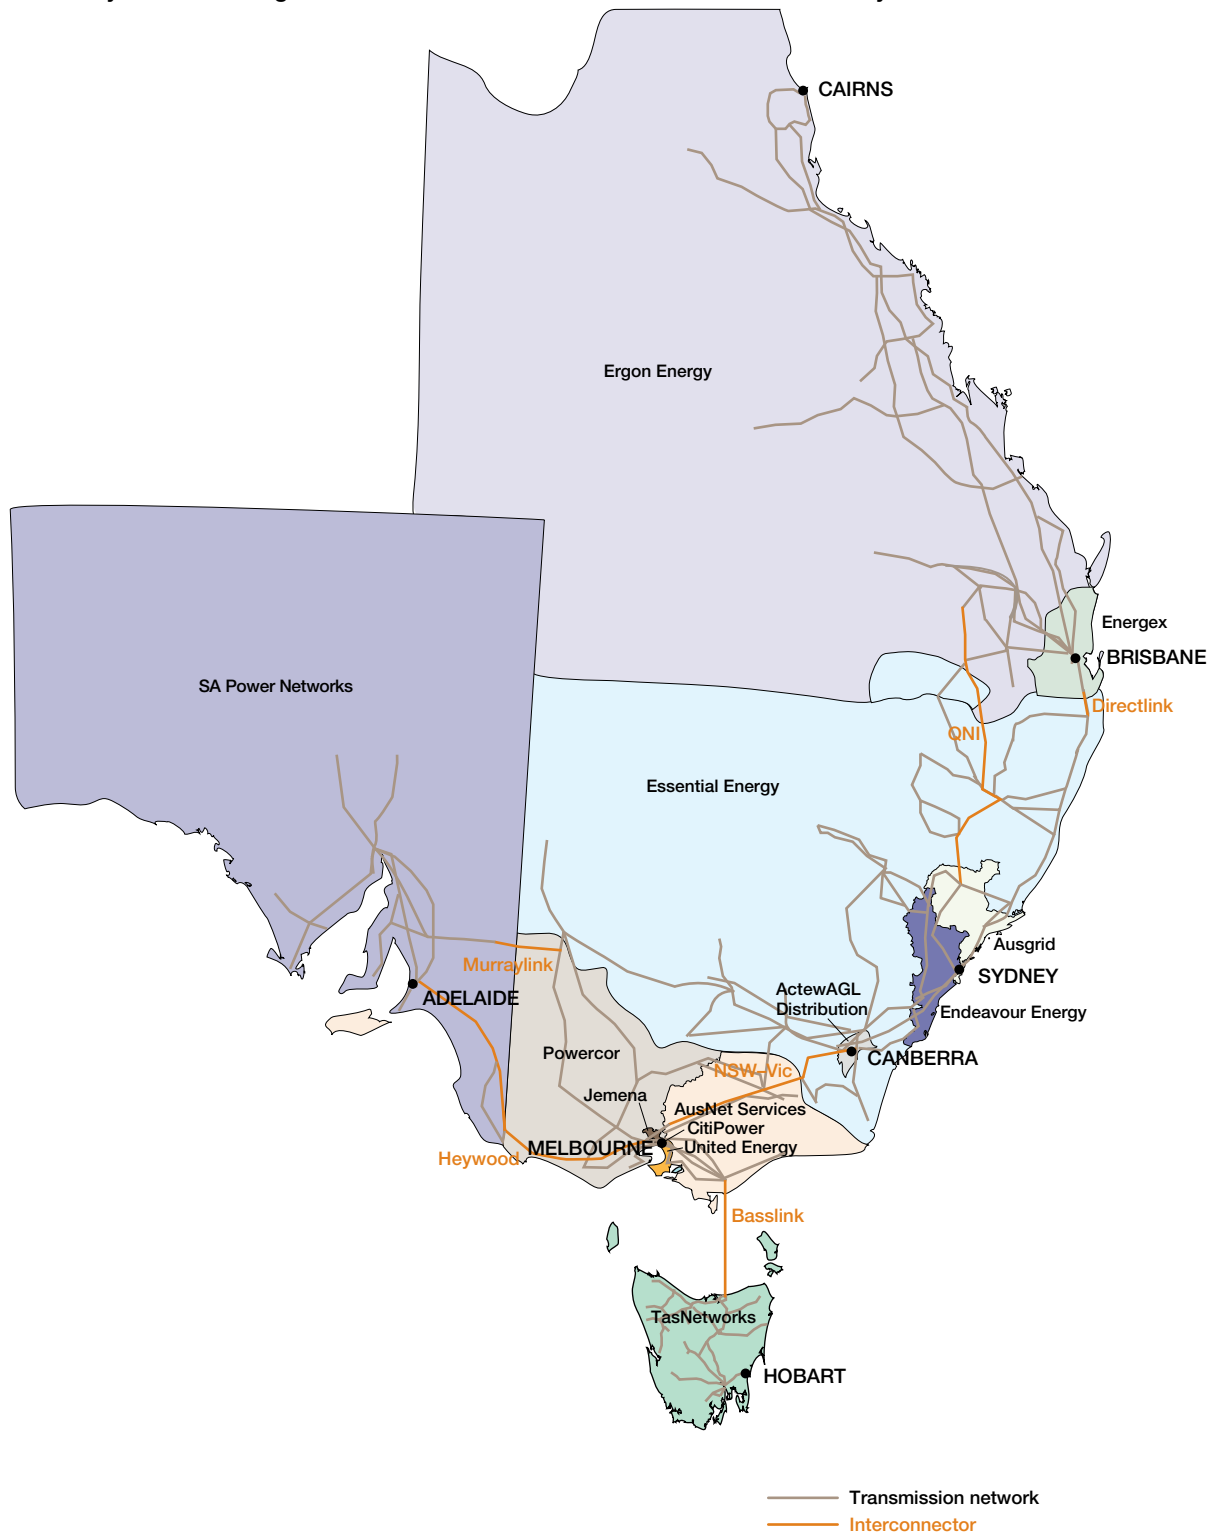 CAIRNS
Ergon Energy
Energex
BRISBANE
SA Power Networks
Directlink
QNI
Essential Energy
Ausgrid
Murraylink
SYDNEY
ActewAGL
Distribution
ADELAIDE
Endeavour Energy
Powercor
CANBERRA
NSW–Vic
Jemena
AusNet Services
CitiPower
MELBOURNE
United Energy
Heywood
Basslink
TasNetworks
HOBART
Transmission network
Interconnector